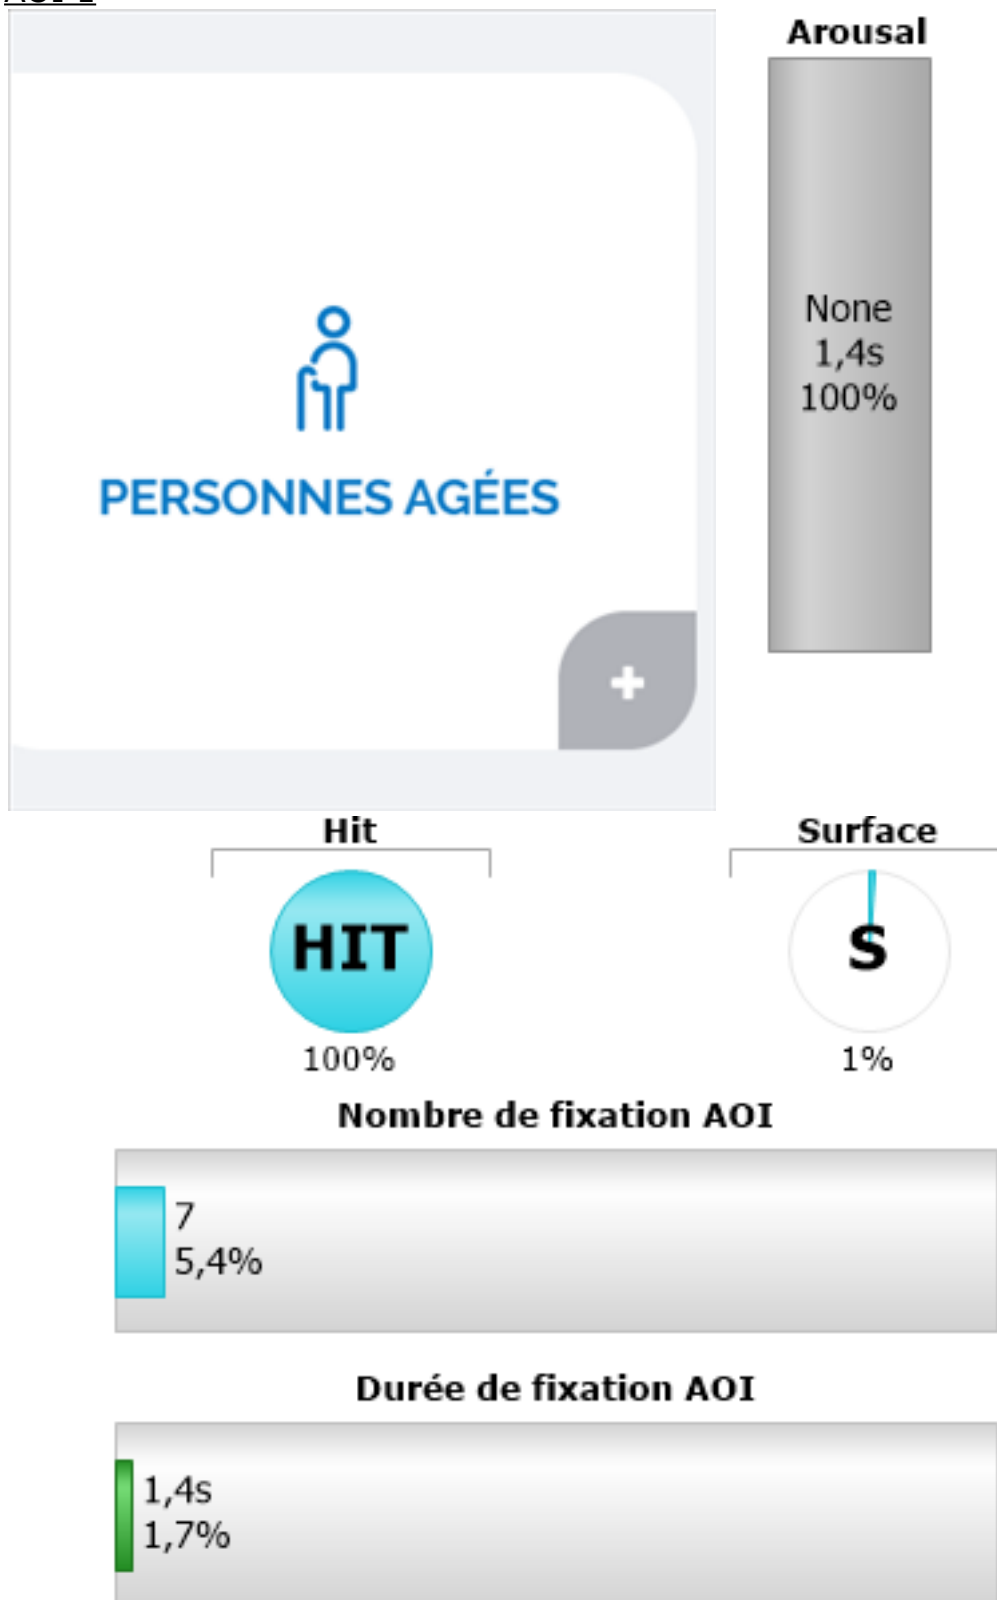 Arousal
None
1,4s
100%
PERSONNES AGÉES
Hit
Surface
HIT
S
100%
1%
Nombre de fixation AOI
7
5,4%
Durée de fixation AOI
1,4s
1,7%